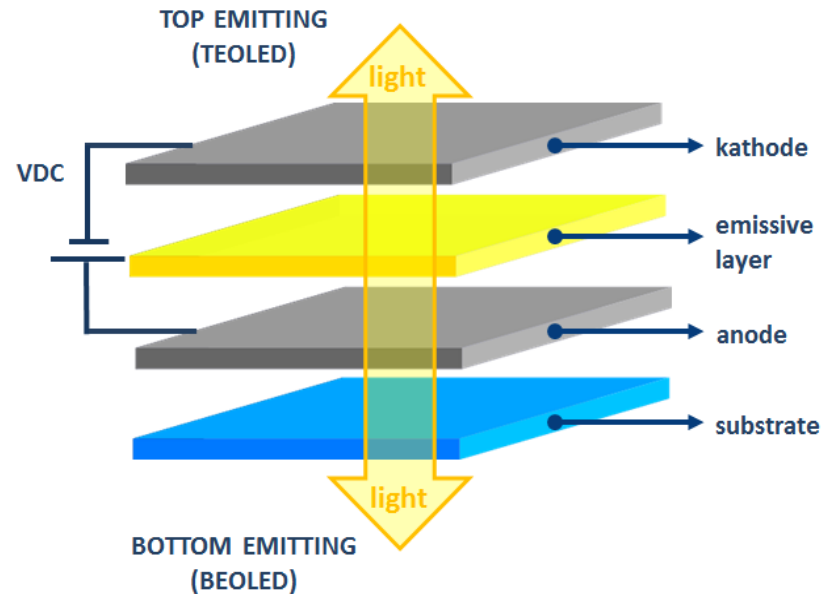 TOP EMITTING
(TEOLED)
light
VDC
kathode
emissive
layer
anode
substrate
light
BOTTOM EMITTING
(BEOLED)